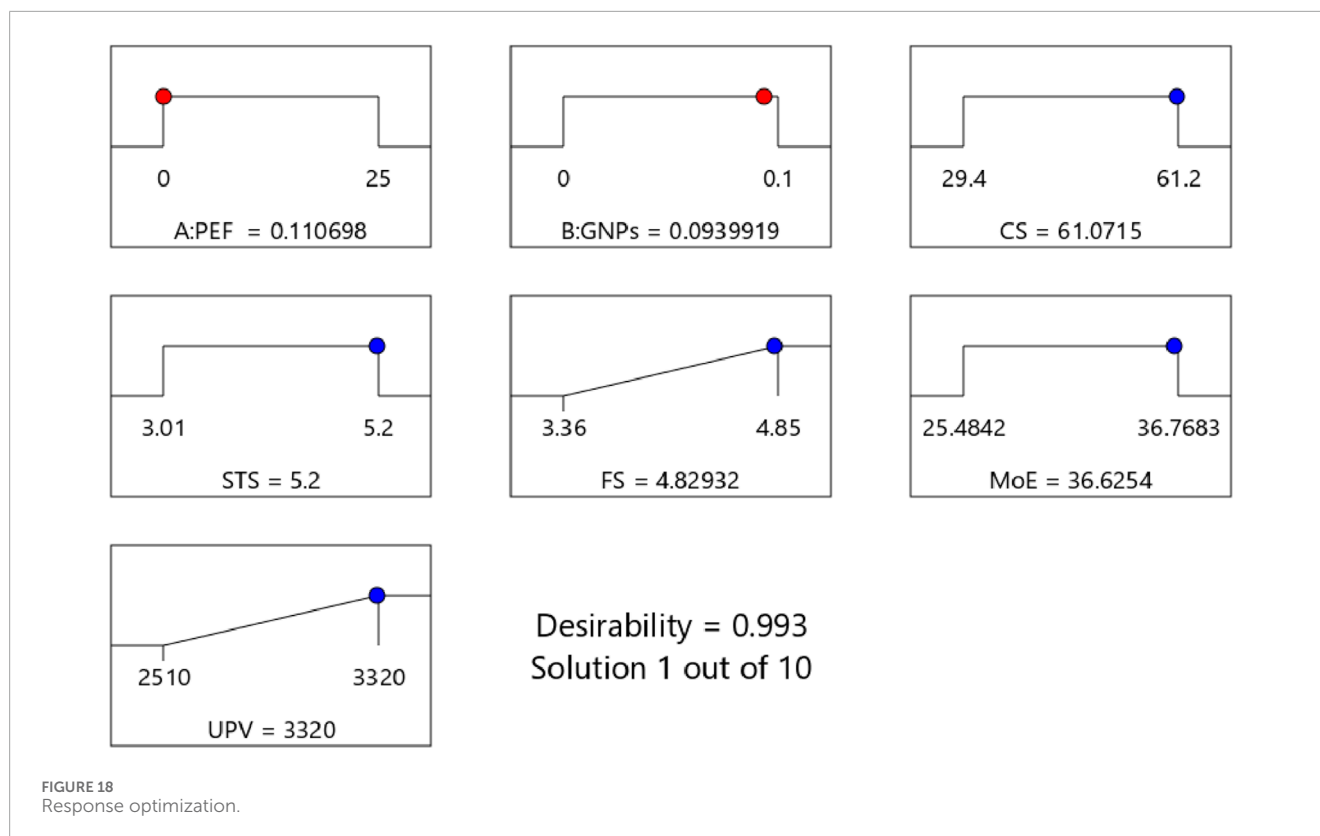 0 25
A:PEF = 0.110698
0 0.1
B:GNPs = 0.0939919
29.4 61.2
CS = 61.0715
3.01 5.2
STS = 5.2
3.36 4.85
FS = 4.82932
25.4842 36.7683
MoE = 36.6254
2510 3320
UPV = 3320
Desirability = 0.993
Solution 1 out of 10
FIGURE 18
Response optimization.